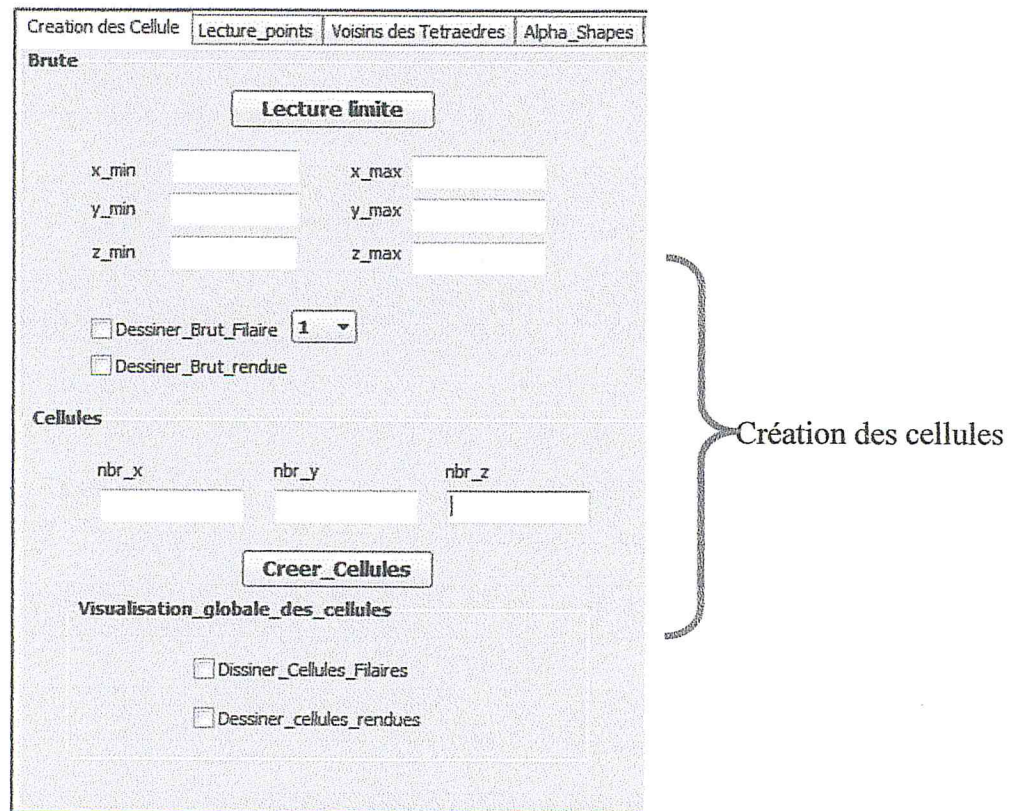 Creation des Cellule Lecture_points Voisins des Tetraedres Alpha_Shapes
Brute
Lecture limite
x_min x_max
y_min y_max
z_min z_max
Dessiner_Brut_Filaire 1
Dessiner_Brut_rendue
Cellules
Création des cellules
nbr_x nbr_y nbr_z
Creer_Cellules
Visualisation_globale_des_cellules
Dissiner_Cellules_Filaires
Dessiner_cellules_rendues